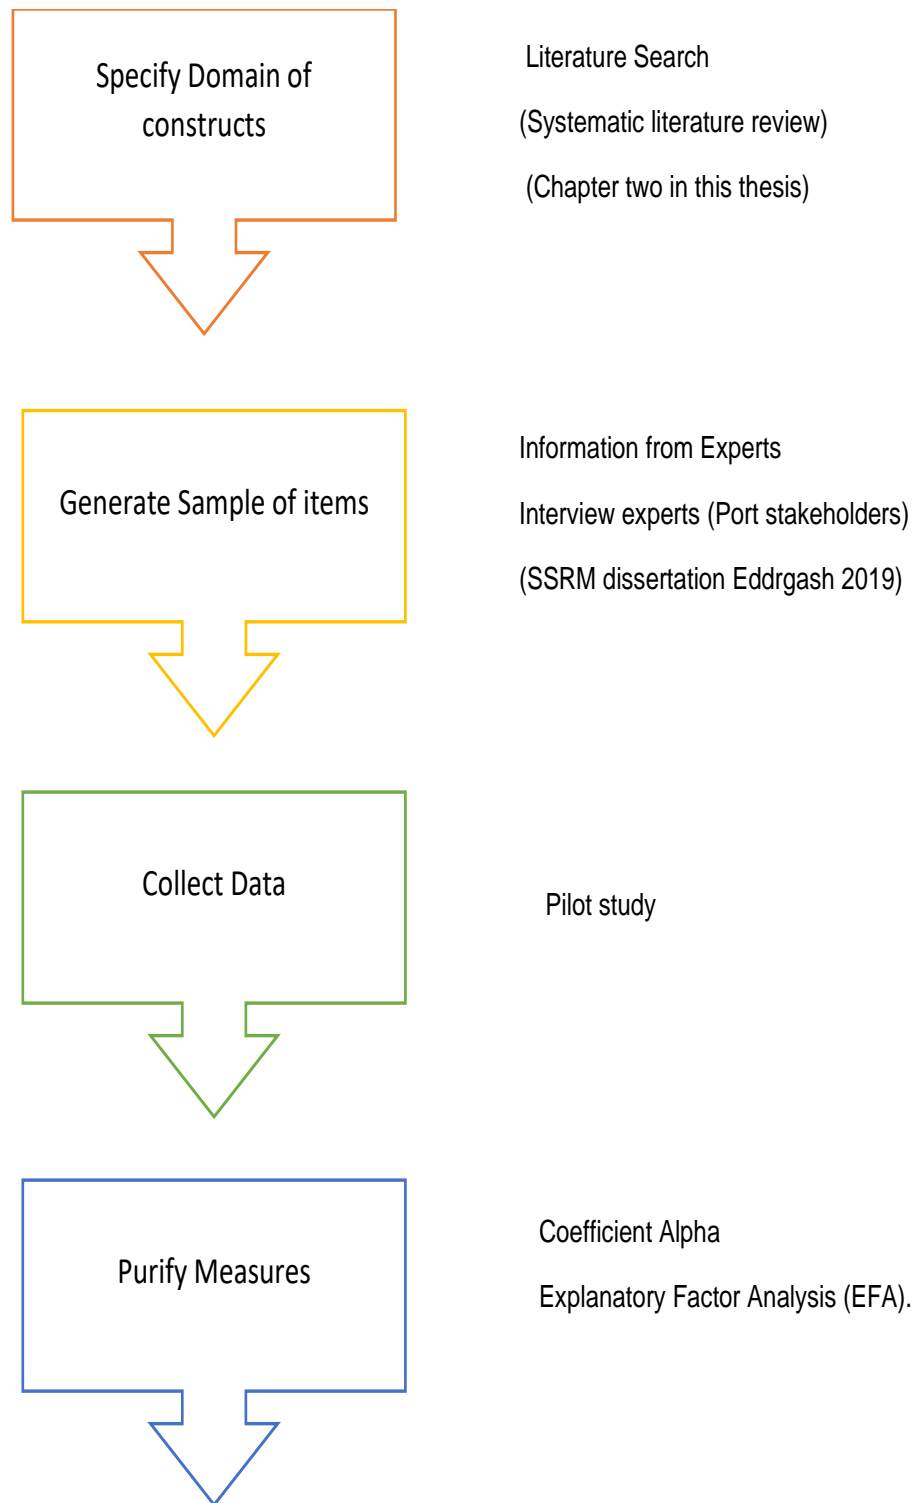 Specify Domain of
constructs
Literature Search
(Systematic literature review)
(Chapter two in this thesis)
Generate Sample of items
Information from Experts
Interview experts (Port stakeholders)
(SSRM dissertation Eddrgash 2019)
Collect Data
Pilot study
Purify Measures
Coefficient Alpha
Explanatory Factor Analysis (EFA).